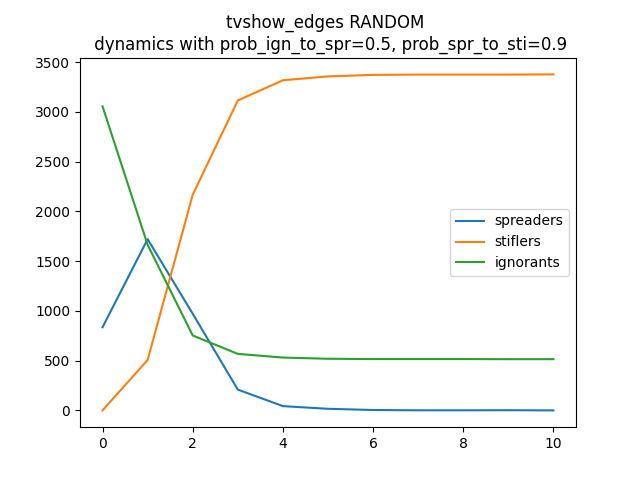 tvshow_edges RANDOM
dynamics with prob_ign_to_spr=0.5, prob_spr_to_sti=0.9
3500
3000
2500
2000
1500
1000
500
0
spreaders
stiflers
ignorants
0 2 4 6 8 10